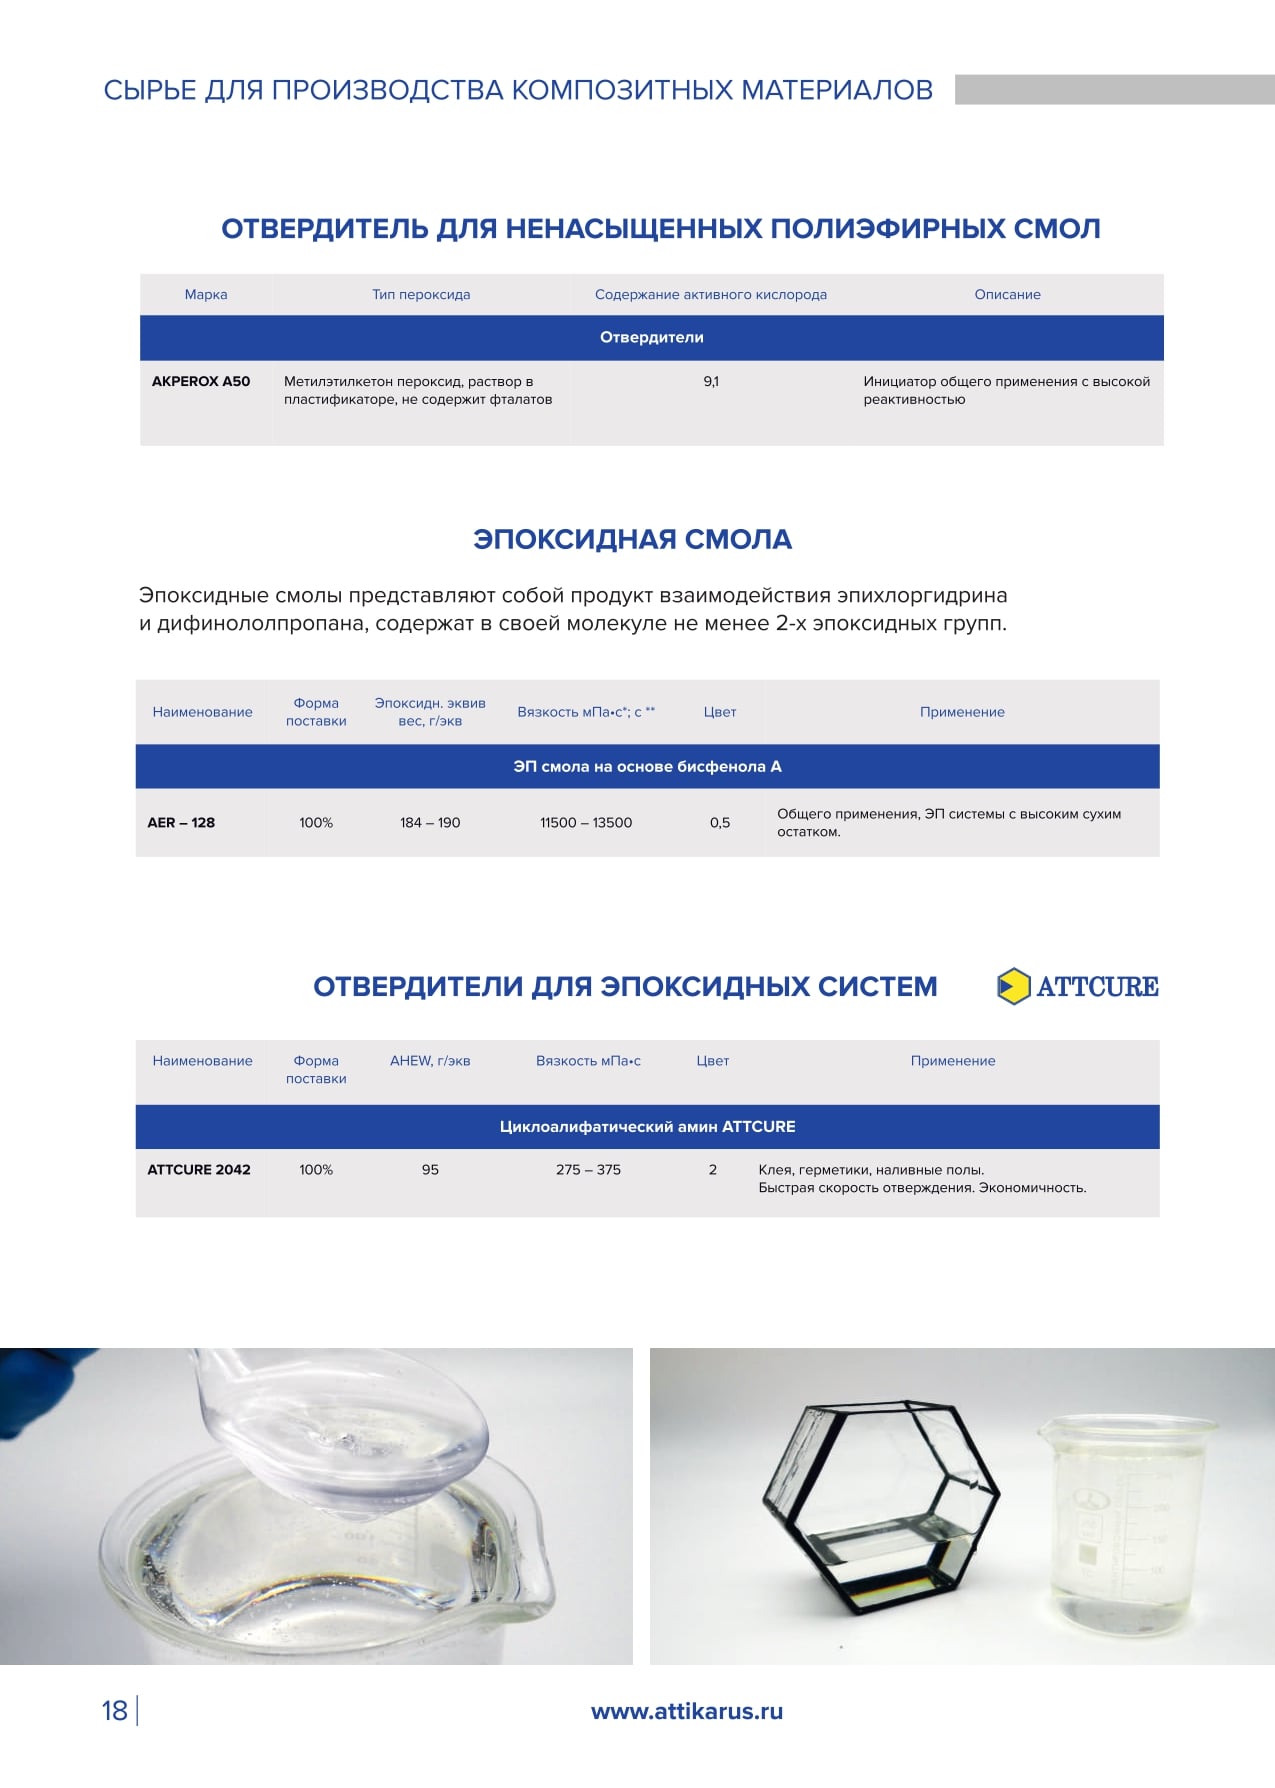 СЫРЬЕ ДЛЯ ПРОИЗВОДСТВА КОМПОЗИТНЫХ МАТЕРИАЛОВ
ОТВЕРДИТЕЛЬ ДЛЯ НЕНАСЫЩЕННЫХ ПОЛИЭФИРНЫХ СМОЛ
Марка Тип пероксида Содержание активного кислорода Описание
Отвердители
AKPEROX A50 Метилэтилкетон пероксид, раствор в 9,1 Инициатор общего применения с высокой
пластификаторе, не содержит фталатов реактивностью
ЭПОКСИДНАЯ СМОЛА
Эпоксидные смолы представляют собой продукт взаимодействия эпихлоргидрина
и дифинололпропана, содержат в своей молекуле не менее 2-х эпоксидных групп.
Наименование Форма поставки Эпоксидн. эквив вес, г/экв Вязкость мПа•с*; с ** Цвет Применение
ЭП смола на основе бисфенола А
AER – 128 100% 184 – 190 11500 – 13500 0,5 Общего применения, ЭП системы с высоким сухим
остатком.
ОТВЕРДИТЕЛИ ДЛЯ ЭПОКСИДНЫХ СИСТЕМ ATTCURE
Наименование Форма поставки AHEW, г/экв Вязкость мПа•с Цвет Применение
Циклоалифатический амин ATTCURE
ATTCURE 2042 100% 95 275 – 375 2 Клея, герметики, наливные полы.
Быстрая скорость отверждения. Экономичность.
18
www.attikarus.ru